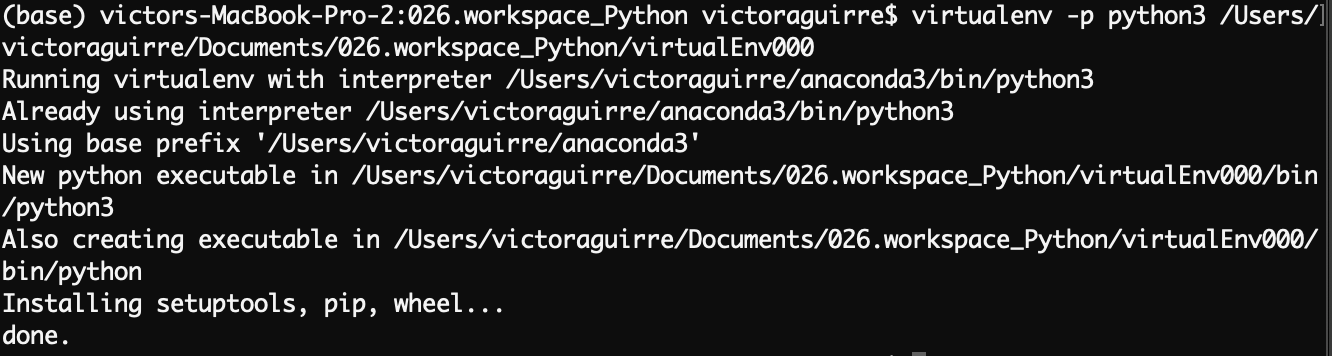 (base) victors-MacBook-Pro-2:026.workspace_Python victoraguirre$ virtualenv -p python3 /Users/
victoraguirre/Documents/026.workspace_Python/virtualEnv000
Running virtualenv with interpreter /Users/victoraguirre/anaconda3/bin/python3
Already using interpreter /Users/victoraguirre/anaconda3/bin/python3
Using base prefix '/Users/victoraguirre/anaconda3'
New python executable in /Users/victoraguirre/Documents/026.workspace_Python/virtualEnv000/bin
/python3
Also creating executable in /Users/victoraguirre/Documents/026.workspace_Python/virtualEnv000/
bin/python
Installing setuptools, pip, wheel...
done.